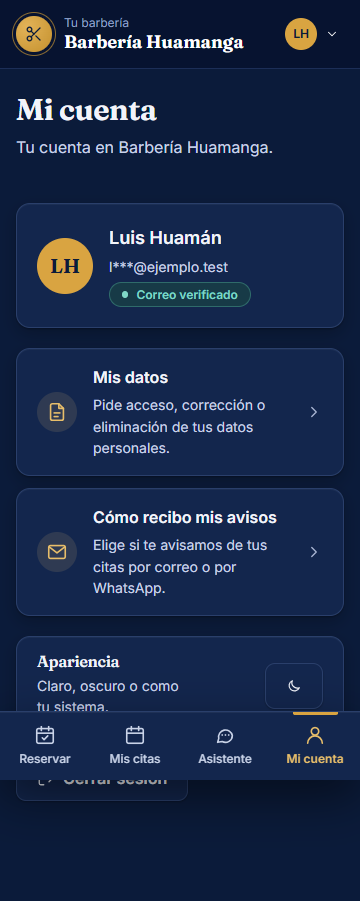 Tu barbería
Barbería Huamanga
LH
Mi cuenta
Tu cuenta en Barbería Huamanga.
LH
Luis Huamán
l***@ejemplo.test
Correo verificado
Mis datos
Pide acceso, corrección o
eliminación de tus datos
personales.
Cómo recibo mis avisos
Elige si te avisamos de tus
citas por correo o por
WhatsApp.
Apariencia
Claro, oscuro o como
tu sistema.
Reservar
Mis citas
Asistente
Mi cuenta
Cerrar sesión